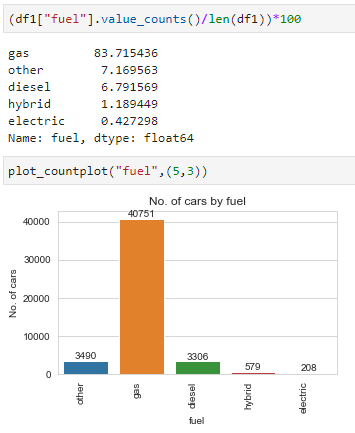 (df1["fuel"].value_counts()/len(df1))*100
gas 83.715436
other 7.169563
diesel 6.791569
hybrid 1.189449
electric 0.427298
Name: fuel, dtype: float64
plot_countplot("fuel",(5,3))
No. of cars by fuel
40751
40000
30000
20000
10000
3490
3306
579
208
0
No. of cars
other
gas
diesel
hybrid
electric
fuel